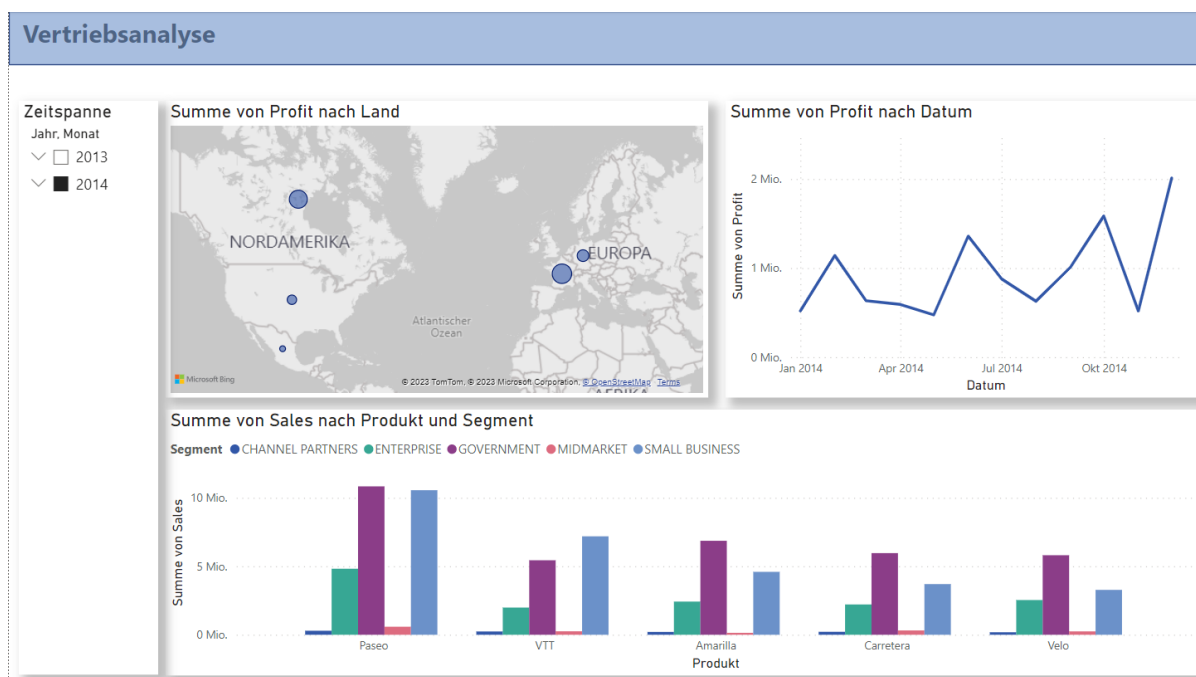 Vertriebsanalyse
Zeitspanne
Jahr, Monat
2013
2014
Summe von Profit nach Land
NORDAMERIKA
EUROPA
Atlantischer
Ozean
Microsoft Bing
© 2023 TomTom, © 2023 Microsoft Corporation, © OpenStreetMap Terms
AFRIKA
Summe von Profit nach Datum
Summe von Profit
2 Mio.
1 Mio.
0 Mio.
Jan 2014 Apr 2014 Jul 2014 Okt 2014
Datum
Summe von Sales nach Produkt und Segment
Segment CHANNEL PARTNERS ENTERPRISE GOVERNMENT MIDMARKET SMALL BUSINESS
Summe von Sales
10 Mio.
5 Mio.
0 Mio.
Paseo VTT Amarilla Carretera Velo
Produkt